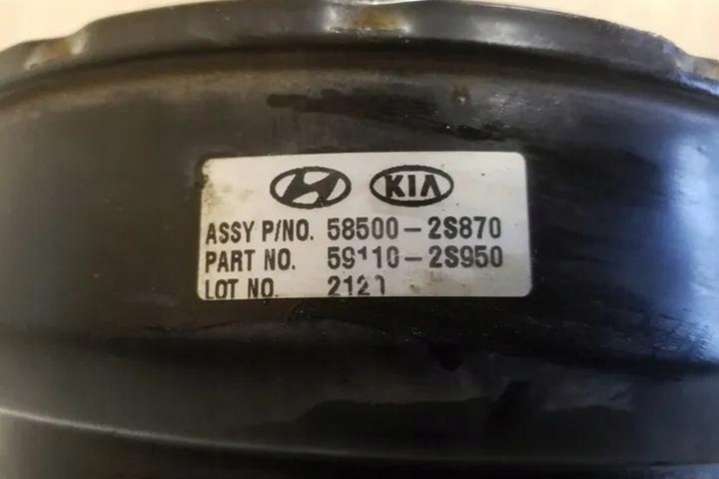 KIA
ASSY P/NO. 58500-2S870
PART NO. 59110-2S950
LOT NO.